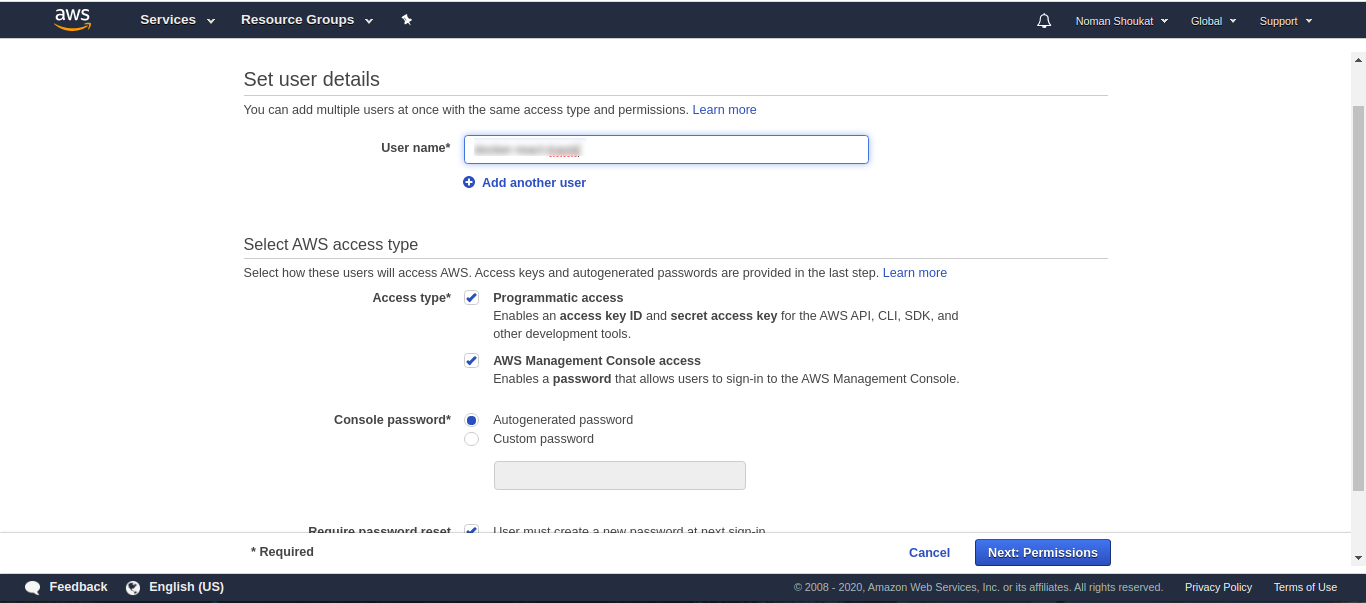 aws Services Resource Groups Noman Shoukat Global Support
Set user details
You can add multiple users at once with the same access type and permissions. Learn more
User name*
Add another user
Select AWS access type
Select how these users will access AWS. Access keys and autogenerated passwords are provided in the last step. Learn more
Access type* Programmatic access
Enables an access key ID and secret access key for the AWS API, CLI, SDK, and
other development tools.
AWS Management Console access
Enables a password that allows users to sign-in to the AWS Management Console.
Console password* Autogenerated password
Custom password
Require password reset User must create a new password at next sign-in
* Required Cancel Next: Permissions
Feedback English (US) © 2008 - 2020, Amazon Web Services, Inc. or its affiliates. All rights reserved. Privacy Policy Terms of Use